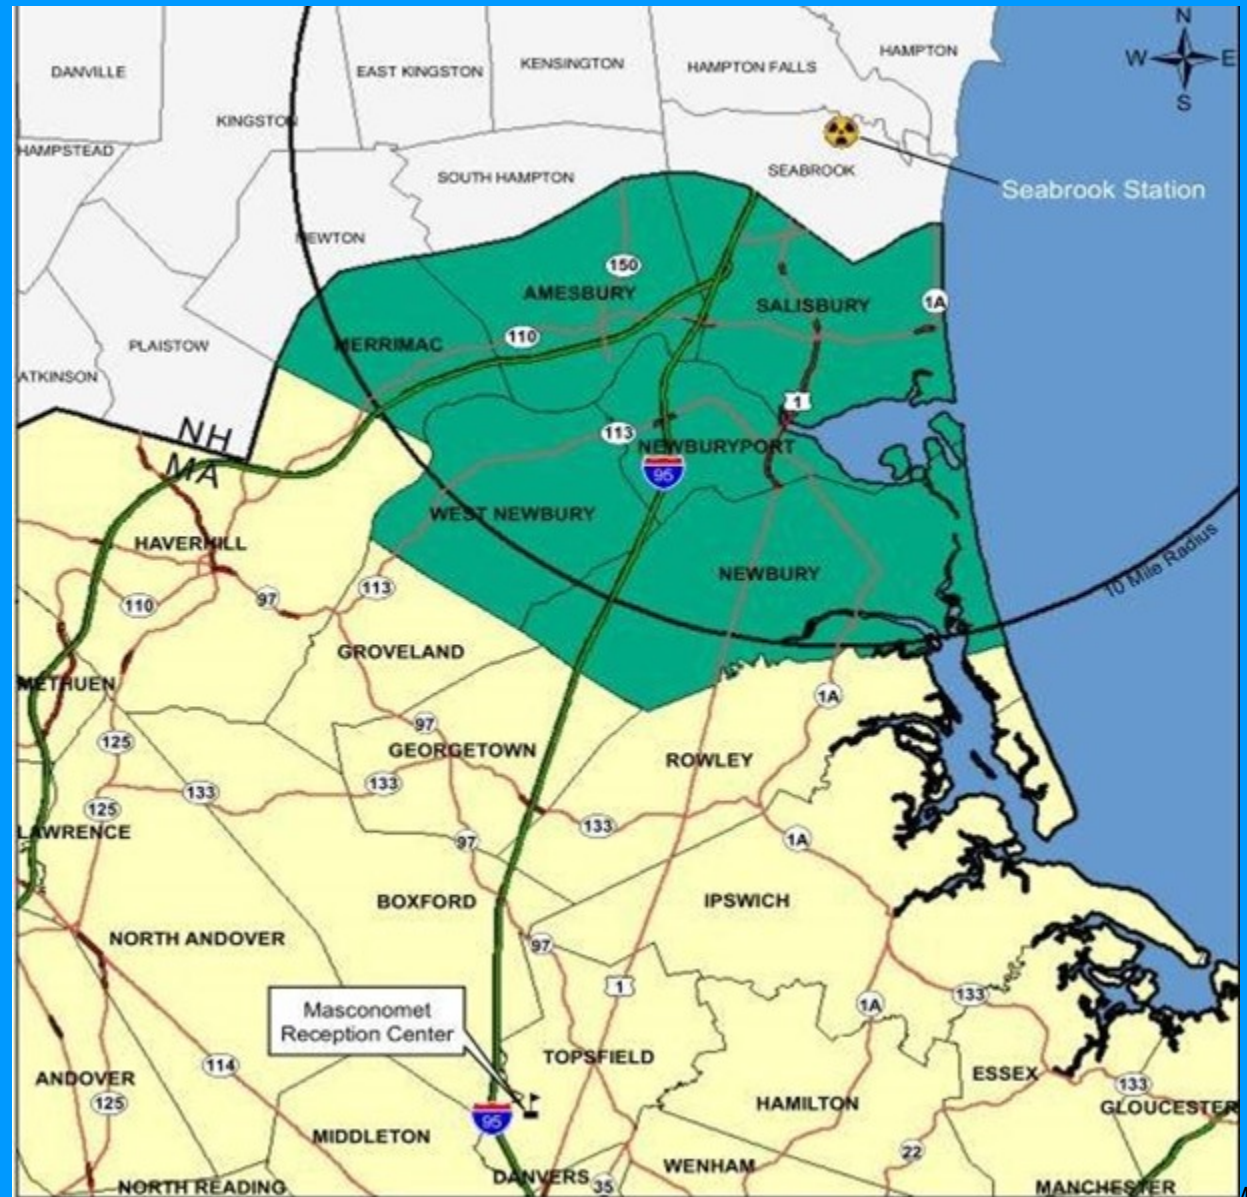 N
HAMPTON
DANVILLE
EAST KINGSTON
KENSINGTON
HAMPTON FALLS
W
E
S
KINGSTON
HAMPSTEAD
SOUTH HAMPTON
SEABROOK
Seabrook Station
NEWTON
150
AMESBURY
SALISBURY
1A
110
MERRIMAC
PLAISTOW
ATKINSON
1
NH
MA
113
NEWBURYPORT
95
WEST NEWBURY
HAVERHILL
NEWBURY
10 Mile Radius
110
97
113
GROVELAND
METHUEN
1A
97
125
GEORGETOWN
ROWLEY
133
133
125
133
LAWRENCE
97
1A
BOXFORD
IPSWICH
NORTH ANDOVER
97
1
133
1A
Masconomet
Reception Center
TOPSFIELD
114
ESSEX
ANDOVER
133
125
HAMILTON
GLOUCESTER
95
MIDDLETON
22
WENHAM
DANVERS
35
NORTH READING
MANCHESTER